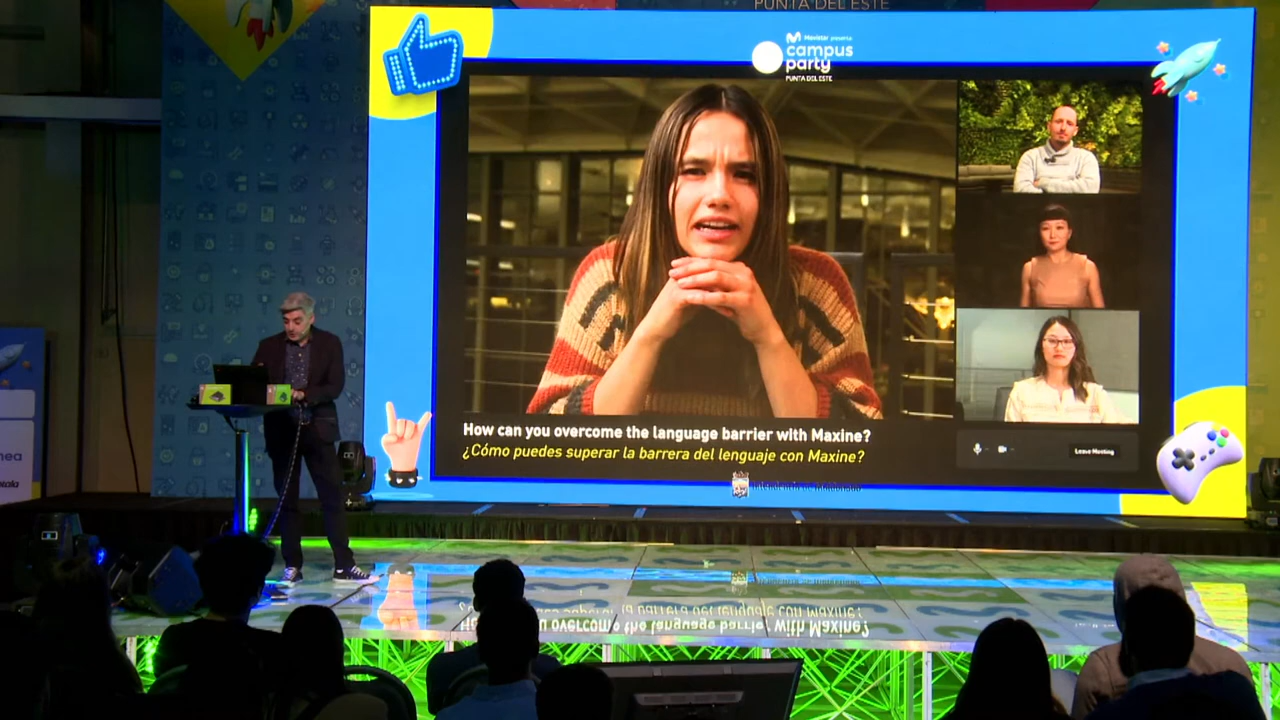 PUNTA DEL ESTE
Movistar presenta
campus
party
PUNTA DEL ESTE
How can you overcome the language barrier with Maxine?
¿Cómo puedes superar la barrera del lenguaje con Maxine?
Leave Meeting